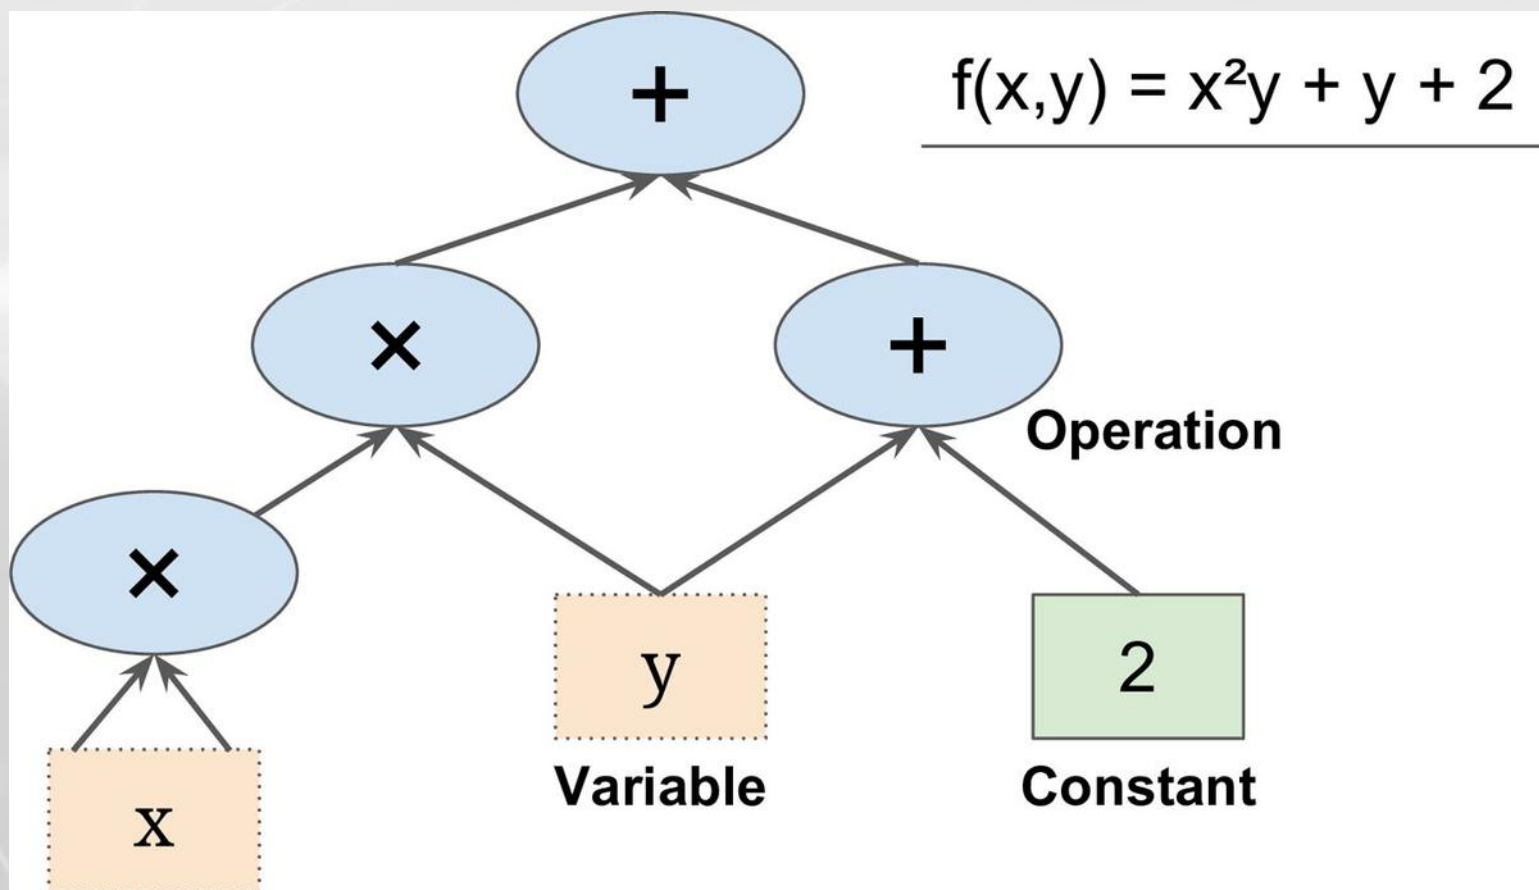 +
f(x,y) = x²y + y + 2
×
+
Operation
×
y
2
Variable
Constant
x